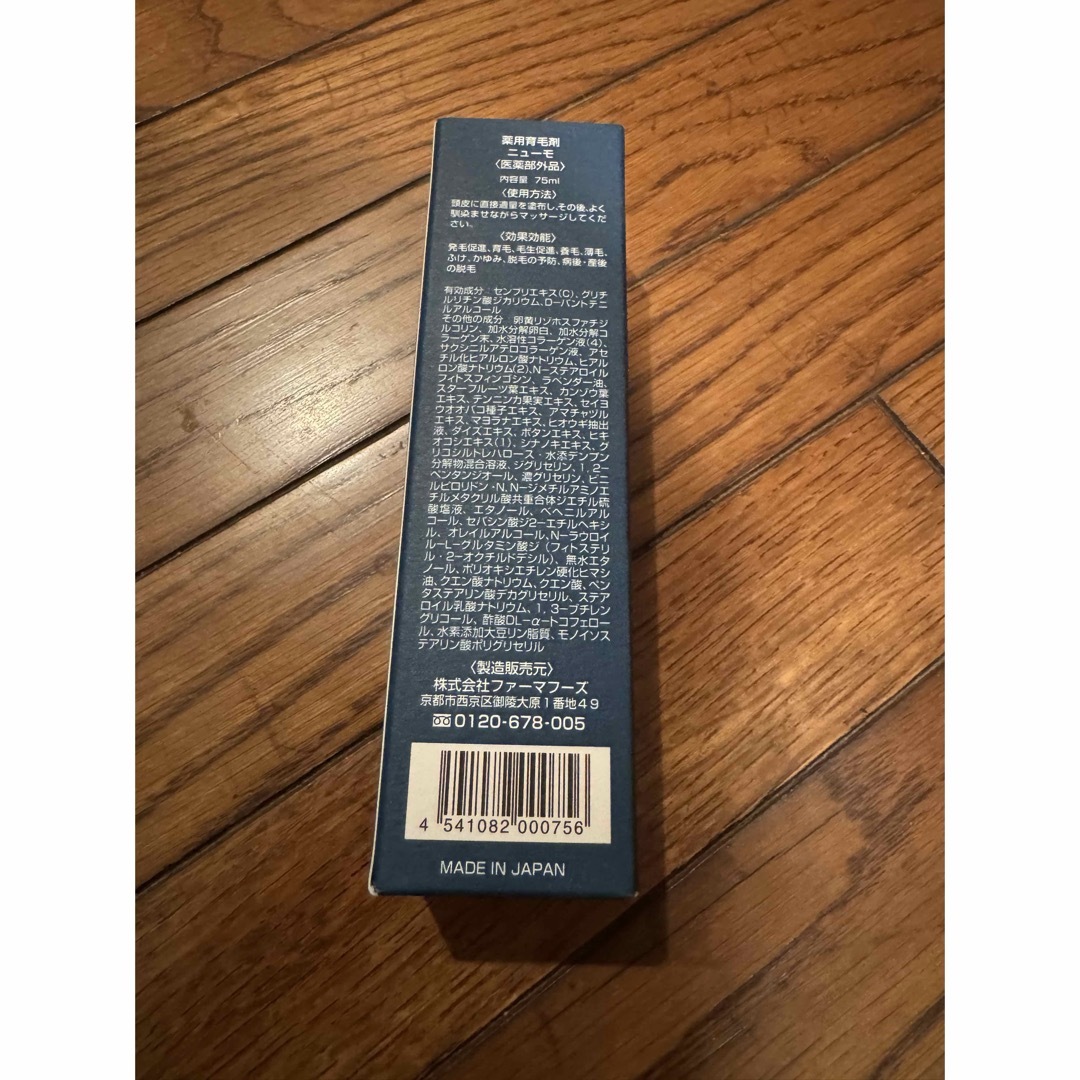 薬用育毛剤
ニューモ
〈医薬部外品〉
内容量 75ml
〈使用方法〉
頭皮に直接適量を塗布し、その後、よく
馴染ませながらマッサージしてくだ
さい。
〈効果効能〉
発毛促進、育毛、毛生促進、養毛、薄毛、
ふけ、かゆみ、脱毛の予防、病後・産後
の脱毛
有効成分：センブリエキス(C)、グリチ
ルリチン酸ジカリウム、D-パントテニ
ルアルコール
その他の成分 卵黄リゾホスファチジ
ルコリン、加水分解卵白、加水分解コ
ラーゲン末、水溶性コラーゲン液(4)、
サクシニルアテロコラーゲン液、アセ
チル化ヒアルロン酸ナトリウム、ヒアル
ロン酸ナトリウム(2)、N-ステアロイル
フィトスフィンゴシン、ラベンダー油、
スターフルーツ葉エキス、カンゾウ葉
エキス、テンニンカ果実エキス、セイヨ
ウオオバコ種子エキス、アマチャヅル
エキス、マヨラナエキス、ヒオウギ抽出
液、ダイズエキス、ボタンエキス、ヒキ
オコシエキス(1)、シナノキエキス、グ
リコシルトレハロース・水添デンプン
分解物混合溶液、ジグリセリン、1,2-
ペンタンジオール、濃グリセリン、ビニ
ルピロリドン・N,N-ジメチルアミノエ
チルメタクリル酸共重合体ジエチル硫
酸塩液、エタノール、ベヘニルアル
コール、セバシン酸ジ2-エチルヘキシ
ル、オレイルアルコール、N-ラウロイ
ル-L-グルタミン酸ジ（フィトステリ
ル・2-オクチルドデシル）、無水エタ
ノール、ポリオキシエチレン硬化ヒマシ
油、クエン酸ナトリウム、クエン酸、ペン
タステアリン酸デカグリセリル、ステア
ロイル乳酸ナトリウム、1,3-ブチレン
グリコール、酢酸DL-α-トコフェロ
ール、水素添加大豆リン脂質、モノイソス
テアリン酸ポリグリセリル
〈製造販売元〉
株式会社ファーマフーズ
京都市西京区御陵大原1番地49
0120-678-005
4 541082 000756
MADE IN JAPAN